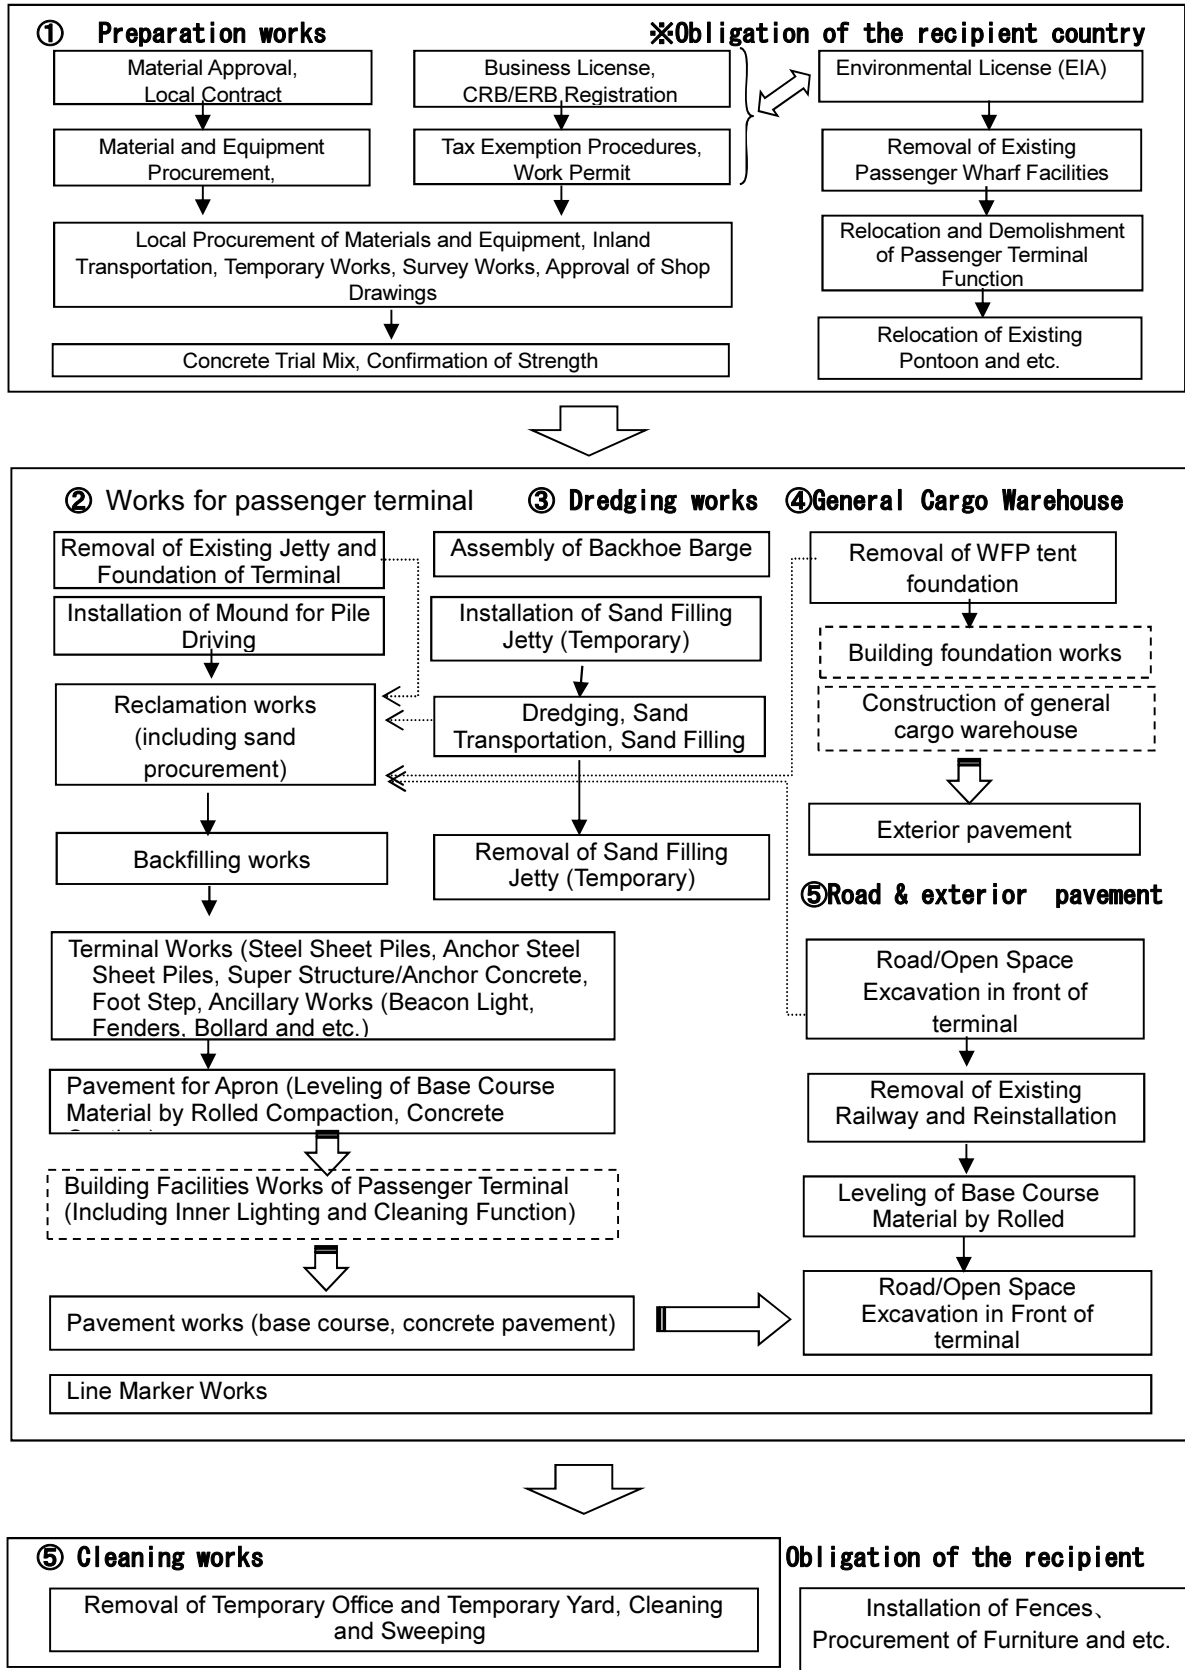 ① Preparation works
※Obligation of the recipient country
Material Approval,
Local Contract
Business License,
CRB/ERB Registration
Environmental License (EIA)
Material and Equipment
Procurement,
Tax Exemption Procedures,
Work Permit
Removal of Existing
Passenger Wharf Facilities
Local Procurement of Materials and Equipment, Inland
Transportation, Temporary Works, Survey Works, Approval of Shop
Drawings
Relocation and Demolishment
of Passenger Terminal
Function
Concrete Trial Mix, Confirmation of Strength
Relocation of Existing
Pontoon and etc.
② Works for passenger terminal
Removal of Existing Jetty and
Foundation of Terminal
Installation of Mound for Pile
Driving
Reclamation works
(including sand
procurement)
Backfilling works
Terminal Works (Steel Sheet Piles, Anchor Steel
Sheet Piles, Super Structure/Anchor Concrete,
Foot Step, Ancillary Works (Beacon Light,
Fenders, Bollard and etc.)
Pavement for Apron (Leveling of Base Course
Material by Rolled Compaction, Concrete
Building Facilities Works of Passenger Terminal
(Including Inner Lighting and Cleaning Function)
Pavement works (base course, concrete pavement)
③ Dredging works
Assembly of Backhoe Barge
Installation of Sand Filling
Jetty (Temporary)
Dredging, Sand
Transportation, Sand Filling
Removal of Sand Filling
Jetty (Temporary)
④General Cargo Warehouse
Removal of WFP tent
foundation
Building foundation works
Construction of general
cargo warehouse
Exterior pavement
⑤Road & exterior pavement
Road/Open Space
Excavation in front of
terminal
Removal of Existing
Railway and Reinstallation
Leveling of Base Course
Material by Rolled
Road/Open Space
Excavation in Front of
terminal
Line Marker Works
⑤ Cleaning works
Removal of Temporary Office and Temporary Yard, Cleaning
and Sweeping
Obligation of the recipient
Installation of Fences、
Procurement of Furniture and etc.